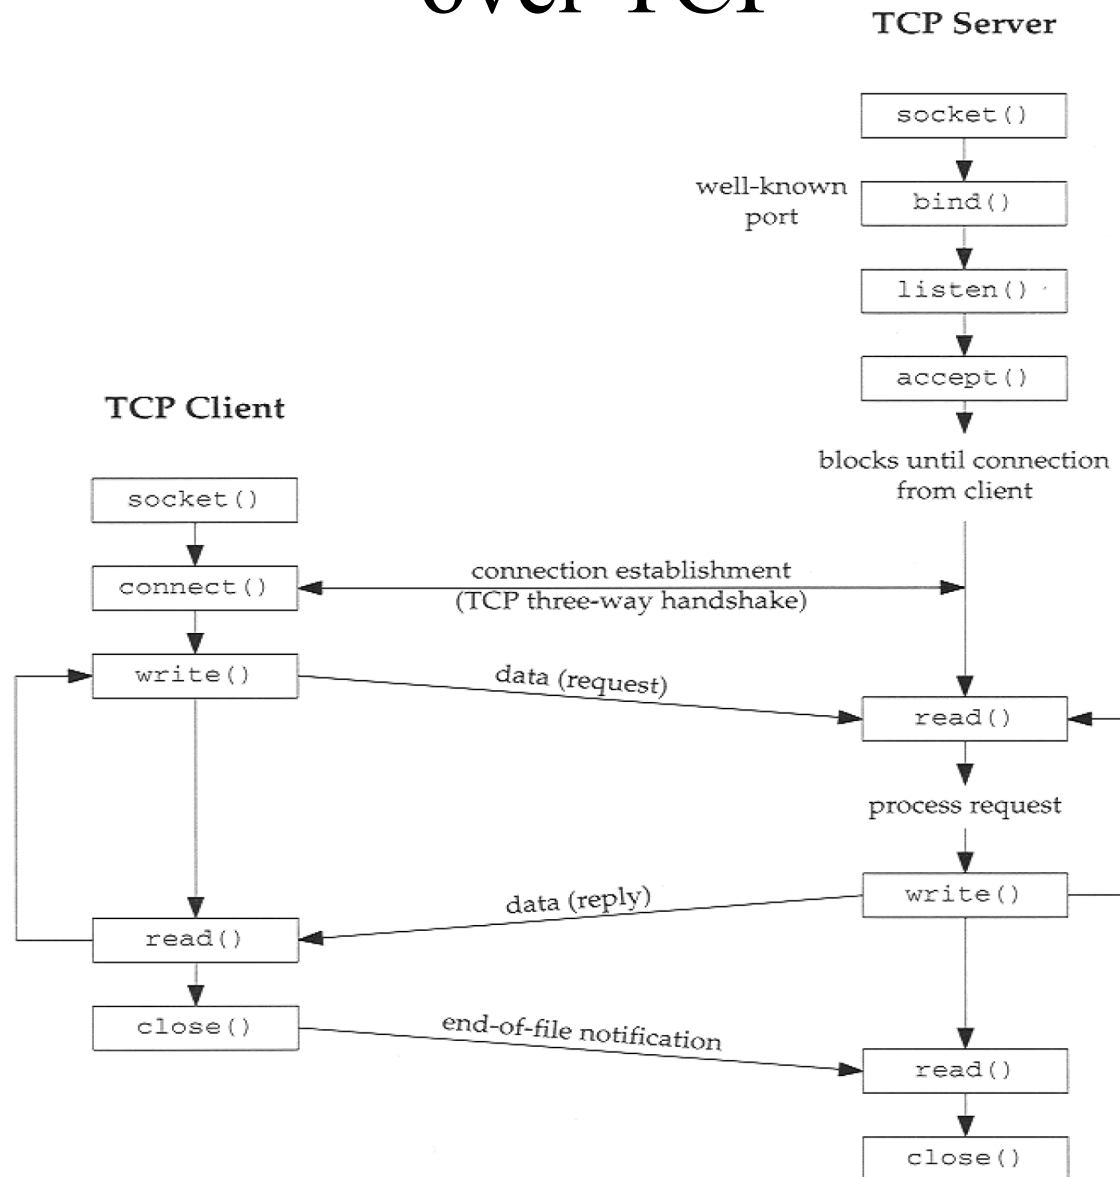 over TCP
TCP Server
socket()
well-known
port
bind()
listen()
accept()
TCP Client
blocks until connection
from client
socket()
connection establishment
connect()
(TCP three-way handshake)
write()
data (request)
read()
process request
write()
data (reply)
read()
close()
end-of-file notification
read()
close()